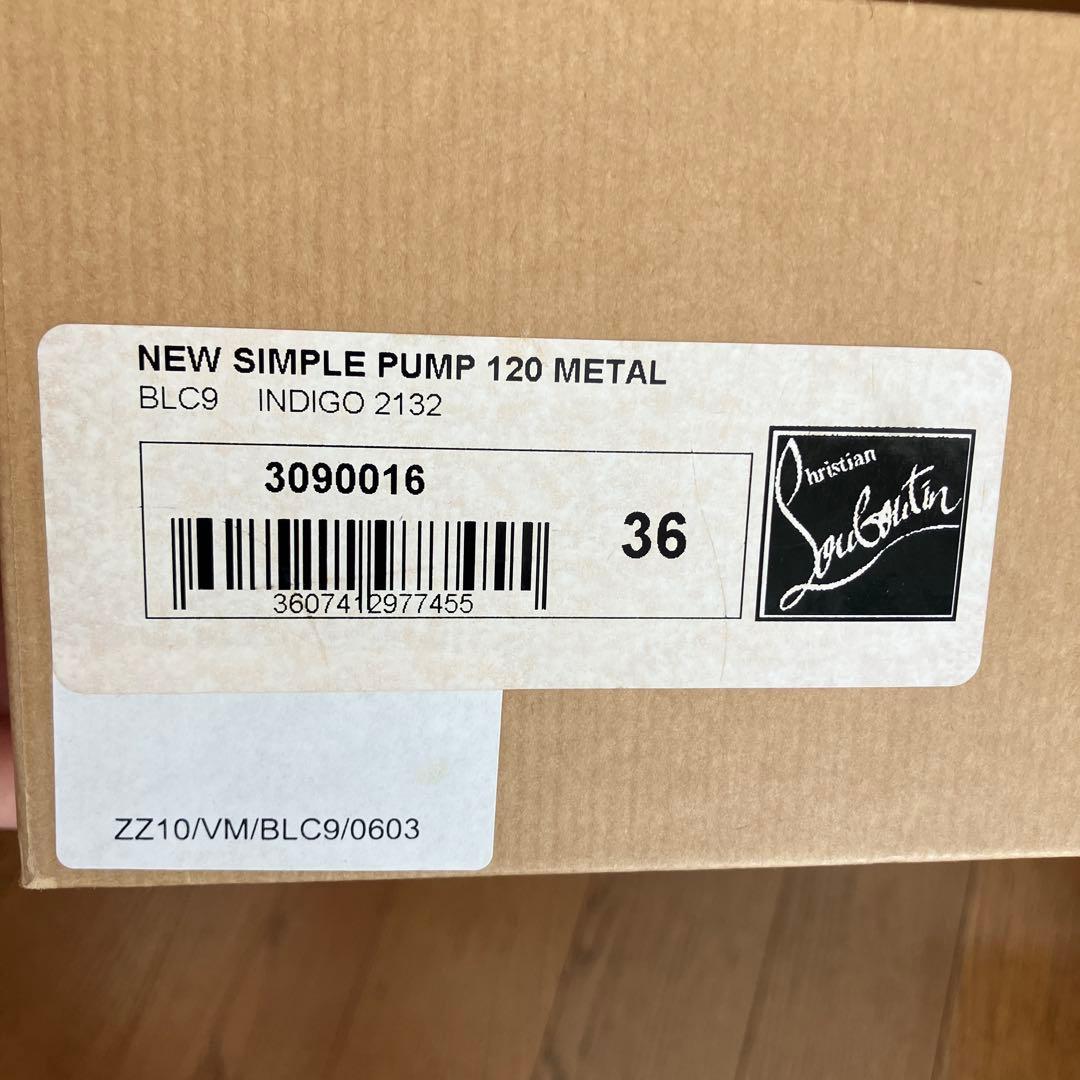 NEW SIMPLE PUMP 120 METAL
BLC9 INDIGO 2132
3090016
36
3607412977455
Christian
Louboutin
ZZ10/VM/BLC9/0603